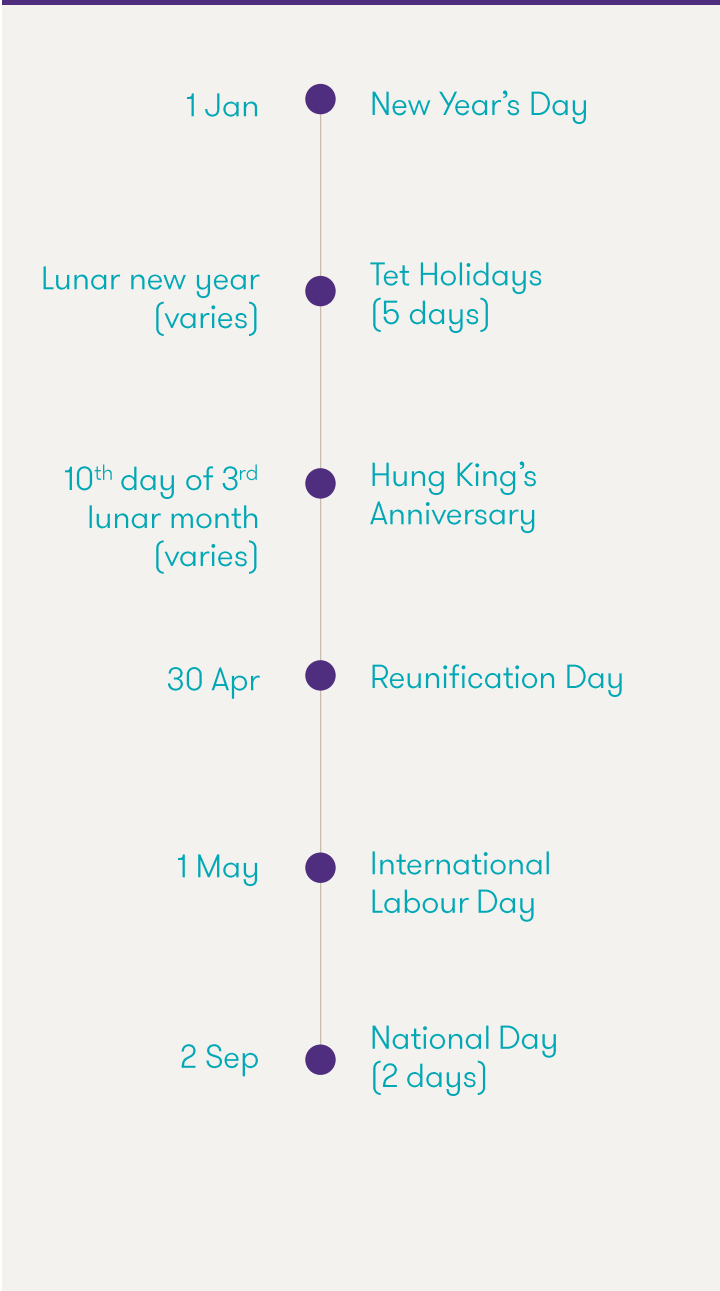 1 Jan
New Year’s Day
Lunar new year
(varies)
Tet Holidays
(5 days)
10th day of 3rd
lunar month
(varies)
Hung King’s
Anniversary
30 Apr
Reunification Day
1 May
International
Labour Day
2 Sep
National Day
(2 days)